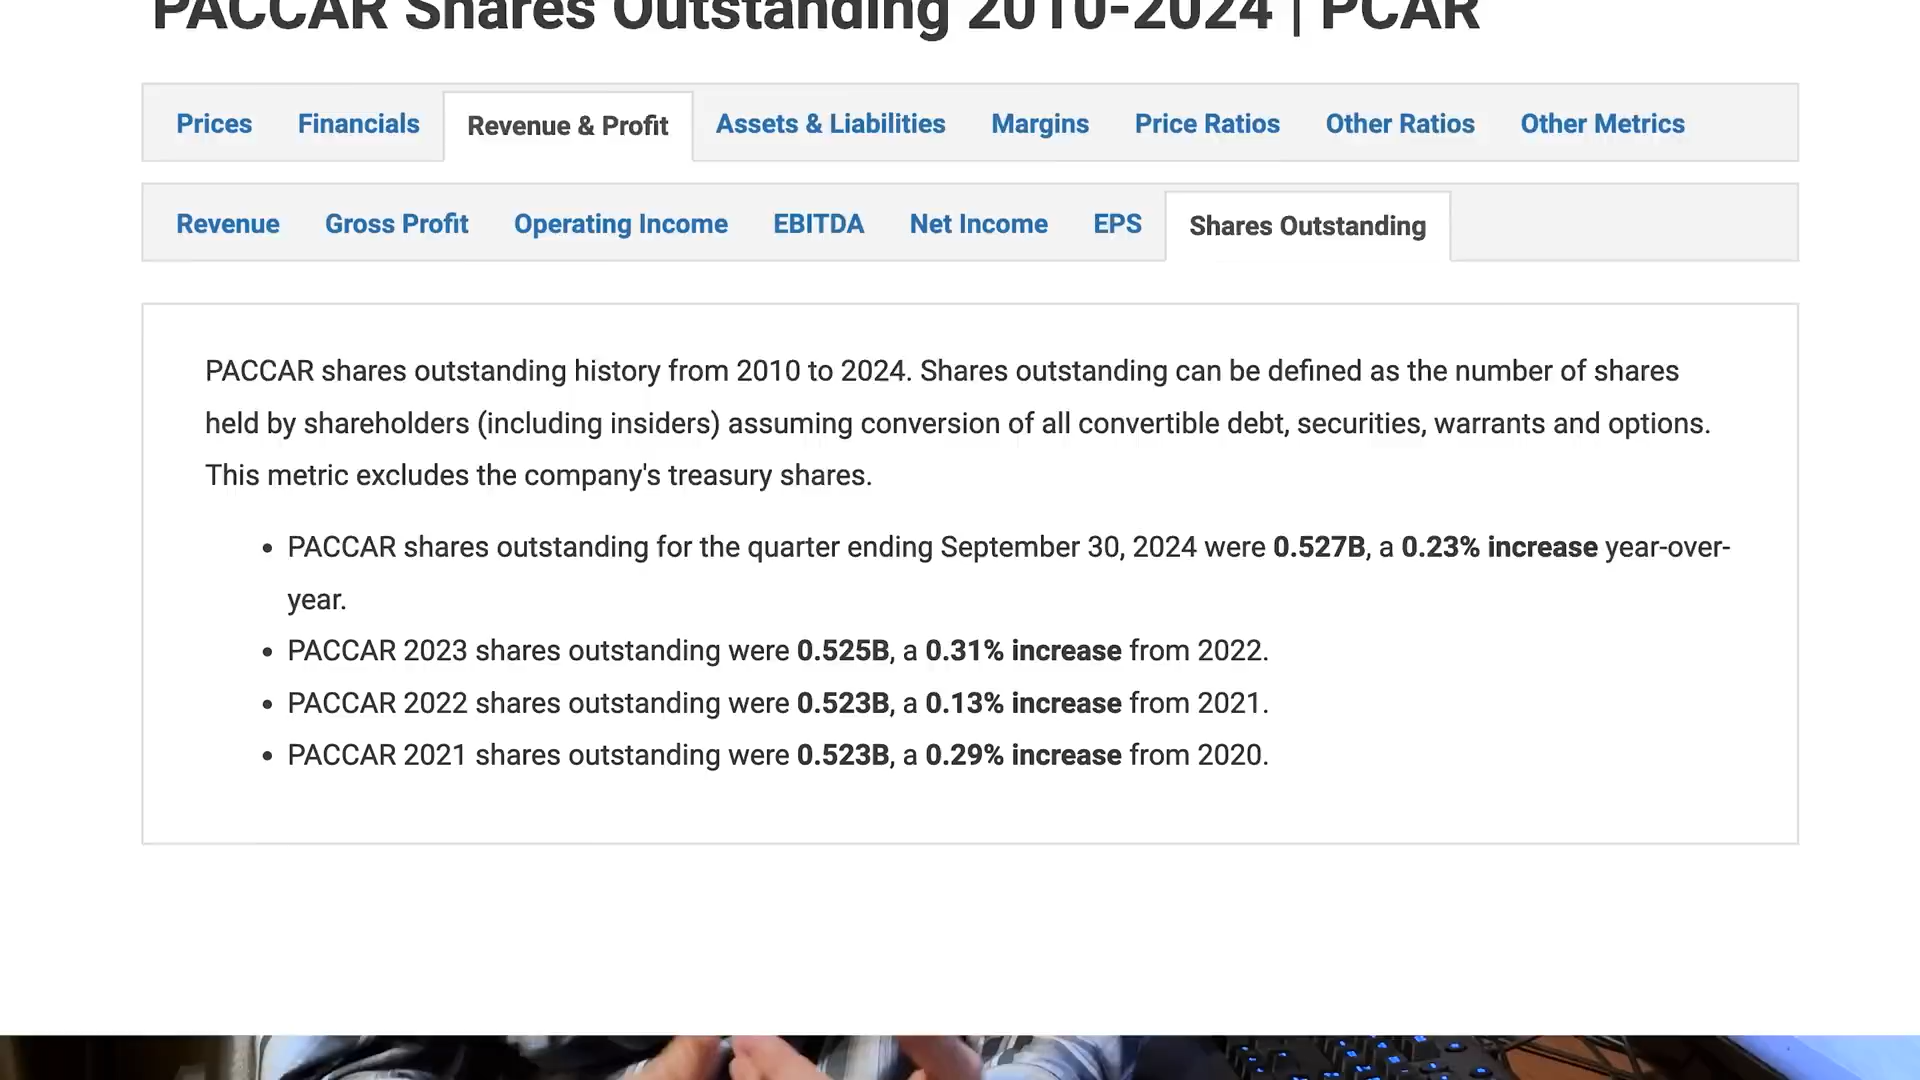 PACCAR Shares Outstanding 2010-2024 | PCAR
Prices Financials Revenue & Profit Assets & Liabilities Margins Price Ratios Other Ratios Other Metrics
Revenue Gross Profit Operating Income EBITDA Net Income EPS Shares Outstanding
PACCAR shares outstanding history from 2010 to 2024. Shares outstanding can be defined as the number of shares
held by shareholders (including insiders) assuming conversion of all convertible debt, securities, warrants and options.
This metric excludes the company's treasury shares.
• PACCAR shares outstanding for the quarter ending September 30, 2024 were 0.527B, a 0.23% increase year-over-
year.
• PACCAR 2023 shares outstanding were 0.525B, a 0.31% increase from 2022.
• PACCAR 2022 shares outstanding were 0.523B, a 0.13% increase from 2021.
• PACCAR 2021 shares outstanding were 0.523B, a 0.29% increase from 2020.